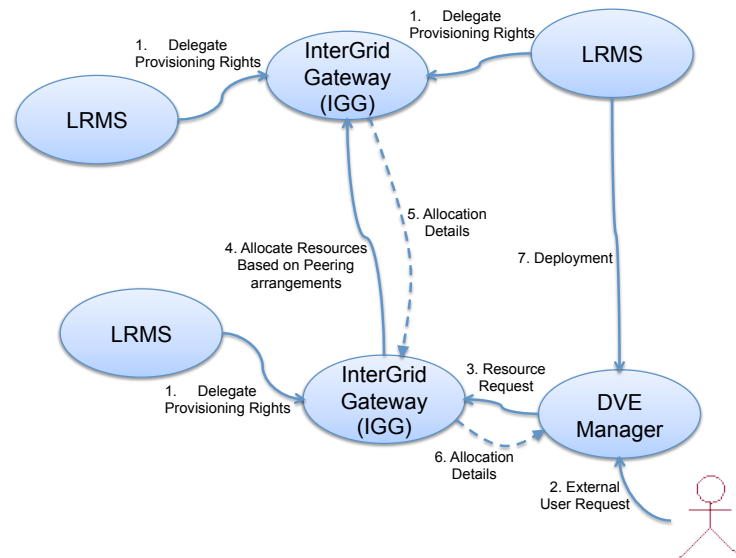 1. Delegate
Provisioning Rights
InterGrid
Gateway
(IGG)
1. Delegate
Provisioning Rights
LRMS
LRMS
5. Allocation
Details
4. Allocate Resources
Based on Peering
arrangements
7. Deployment
LRMS
1. Delegate
Provisioning Rights
InterGrid
Gateway
(IGG)
3. Resource
Request
DVE
Manager
6. Allocation
Details
2. External
User Request